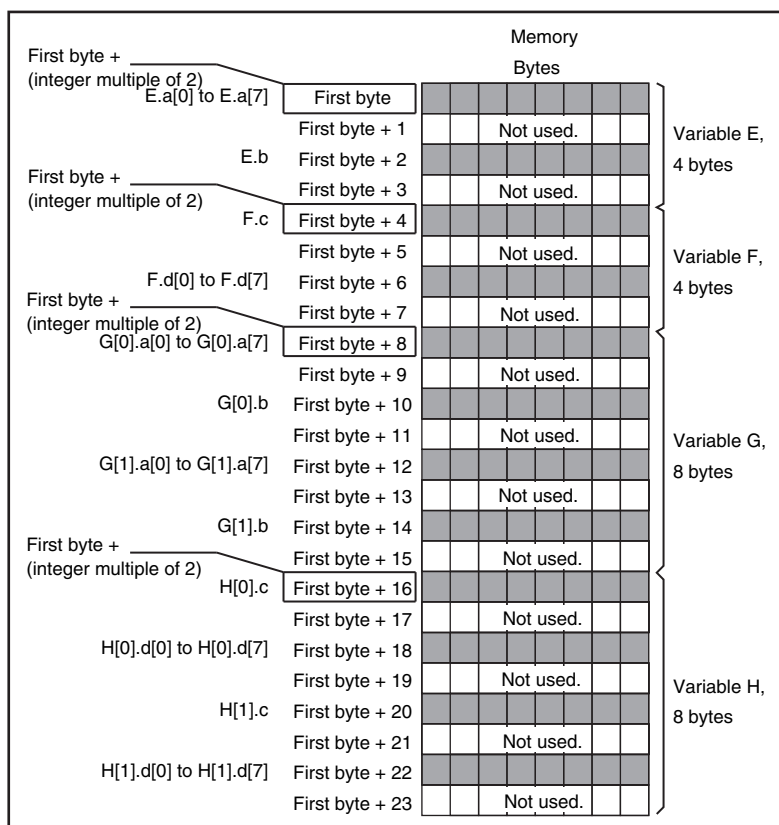 Memory
Bytes
First byte +
(integer multiple of 2)
E.a[0] to E.a[7] First byte
First byte + 1 Not used.
Variable E,
4 bytes
E.b First byte + 2
First byte + 3 Not used.
First byte +
(integer multiple of 2)
F.c First byte + 4
First byte + 5 Not used.
Variable F,
4 bytes
F.d[0] to F.d[7] First byte + 6
First byte + 7 Not used.
First byte +
(integer multiple of 2)
G[0].a[0] to G[0].a[7] First byte + 8
First byte + 9 Not used.
G[0].b First byte + 10
First byte + 11 Not used.
Variable G,
8 bytes
G[1].a[0] to G[1].a[7] First byte + 12
First byte + 13 Not used.
G[1].b First byte + 14
First byte + 15 Not used.
First byte +
(integer multiple of 2)
H[0].c First byte + 16
First byte + 17 Not used.
H[0].d[0] to H[0].d[7] First byte + 18
First byte + 19 Not used.
Variable H,
8 bytes
H[1].c First byte + 20
First byte + 21 Not used.
H[1].d[0] to H[1].d[7] First byte + 22
First byte + 23 Not used.